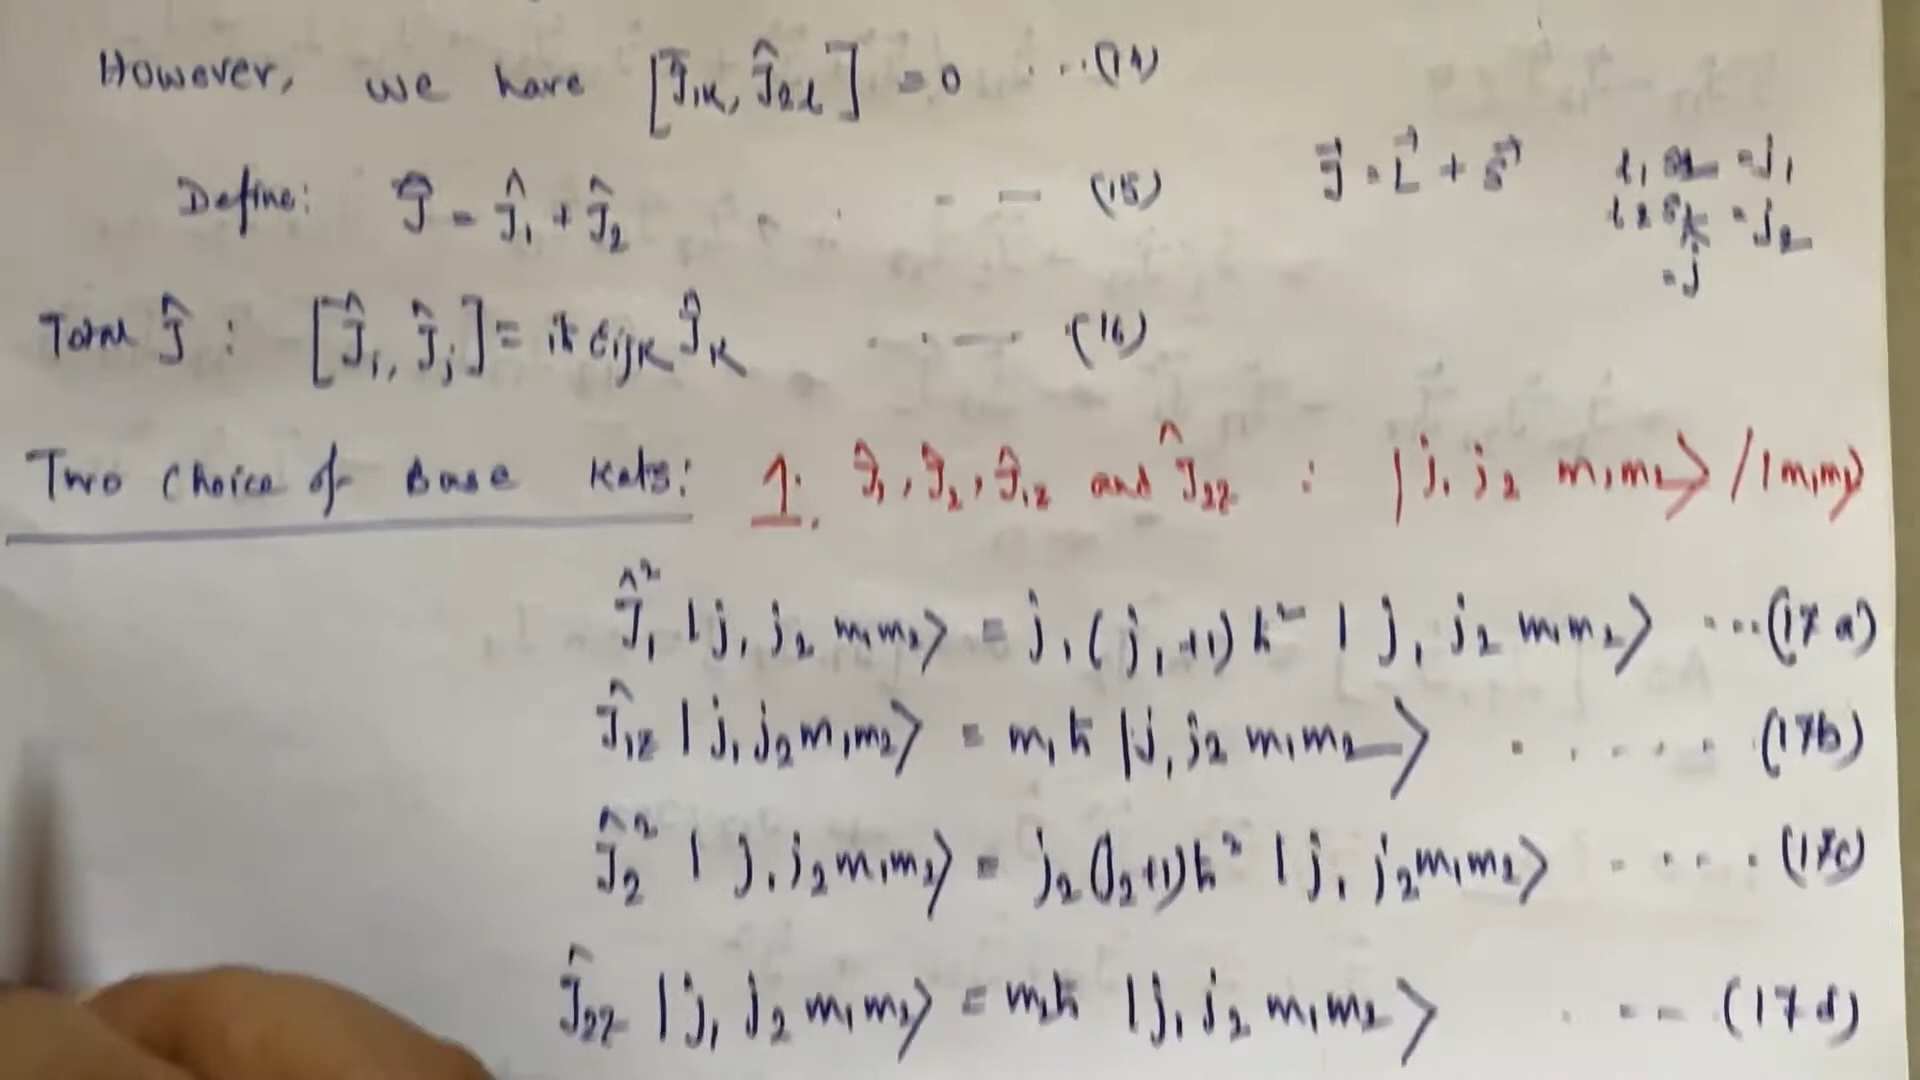 However, we have [Ĵ₁ₖ, Ĵ₂ₗ] = 0 ...(14)
Define: Ĵ = Ĵ₁ + Ĵ₂ ... (15)
J⃗ = L⃗ + S⃗
l₁ s₁ = j₁
l₂ s₂ = j₂
= j
Total Ĵ : [Ĵᵢ, Ĵⱼ] = iħ εijk Ĵₖ ... (16)
Two choice of Base Kets: 1. Ĵ₁, Ĵ₂, Ĵ₁z and Ĵ₂z : |j₁ j₂ m₁m₂> / |m₁m₂>
Ĵ₁² |j₁ j₂ m₁m₂> = j₁(j₁+1)ħ² |j₁ j₂ m₁m₂> ...(17a)
Ĵ₁z |j₁ j₂ m₁m₂> = m₁ħ |j₁ j₂ m₁m₂> ..... (17b)
Ĵ₂² |j₁ j₂ m₁m₂> = j₂(j₂+1)ħ² |j₁ j₂ m₁m₂> .... (17c)
Ĵ₂z |j₁ j₂ m₁m₂> = m₂ħ |j₁ j₂ m₁m₂> ... (17d)